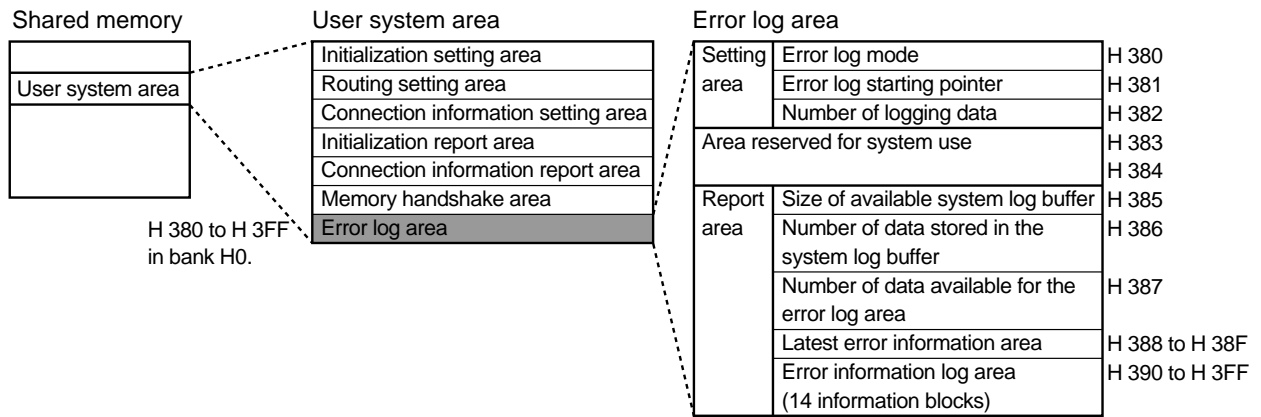 Shared memory
User system area
H 380 to H 3FF
in bank H0.
User system area
Initialization setting area
Routing setting area
Connection information setting area
Initialization report area
Connection information report area
Memory handshake area
Error log area
Error log area
Setting area
Error log mode H 380
Error log starting pointer H 381
Number of logging data H 382
Area reserved for system use H 383
H 384
Report area
Size of available system log buffer H 385
Number of data stored in the H 386
system log buffer
Number of data available for the H 387
error log area
Latest error information area H 388 to H 38F
Error information log area H 390 to H 3FF
(14 information blocks)